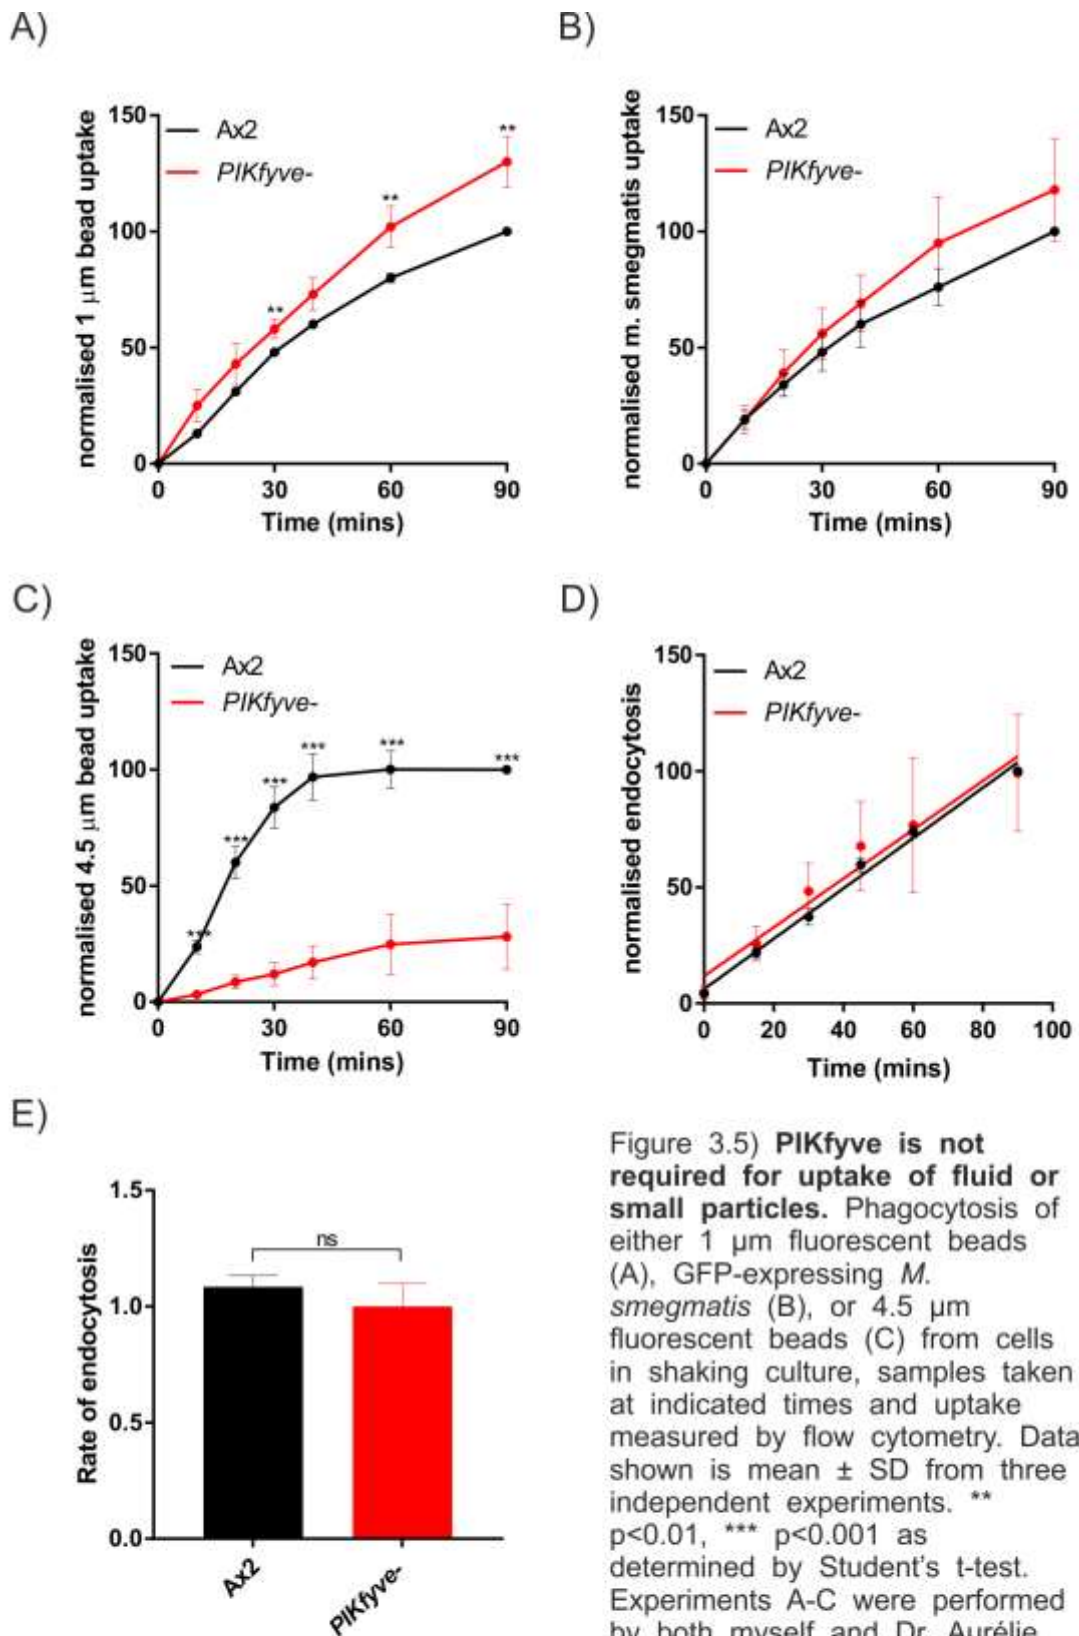 A)
normalised 1 μm bead uptake
150
100
50
0
Ax2
PIKfyve-
**
**
**
0 30 60 90
Time (mins)
B)
normalised m. smegmatis uptake
150
100
50
0
Ax2
PIKfyve-
0 30 60 90
Time (mins)
C)
normalised 4.5 μm bead uptake
150
100
50
0
Ax2
PIKfyve-
***
***
***
***
***
***
0 30 60 90
Time (mins)
D)
normalised endocytosis
150
100
50
0
Ax2
PIKfyve-
0 20 40 60 80 100
Time (mins)
E)
Rate of endocytosis
1.5
1.0
0.5
0.0
ns
Ax2
PIKfyve-
Figure 3.5) PIKfyve is not
required for uptake of fluid or
small particles. Phagocytosis of
either 1 µm fluorescent beads
(A), GFP-expressing M.
smegmatis (B), or 4.5 µm
fluorescent beads (C) from cells
in shaking culture, samples taken
at indicated times and uptake
measured by flow cytometry. Data
shown is mean ± SD from three
independent experiments. **
p<0.01, *** p<0.001 as
determined by Student's t-test.
Experiments A-C were performed
by both myself and Dr. Aurélie